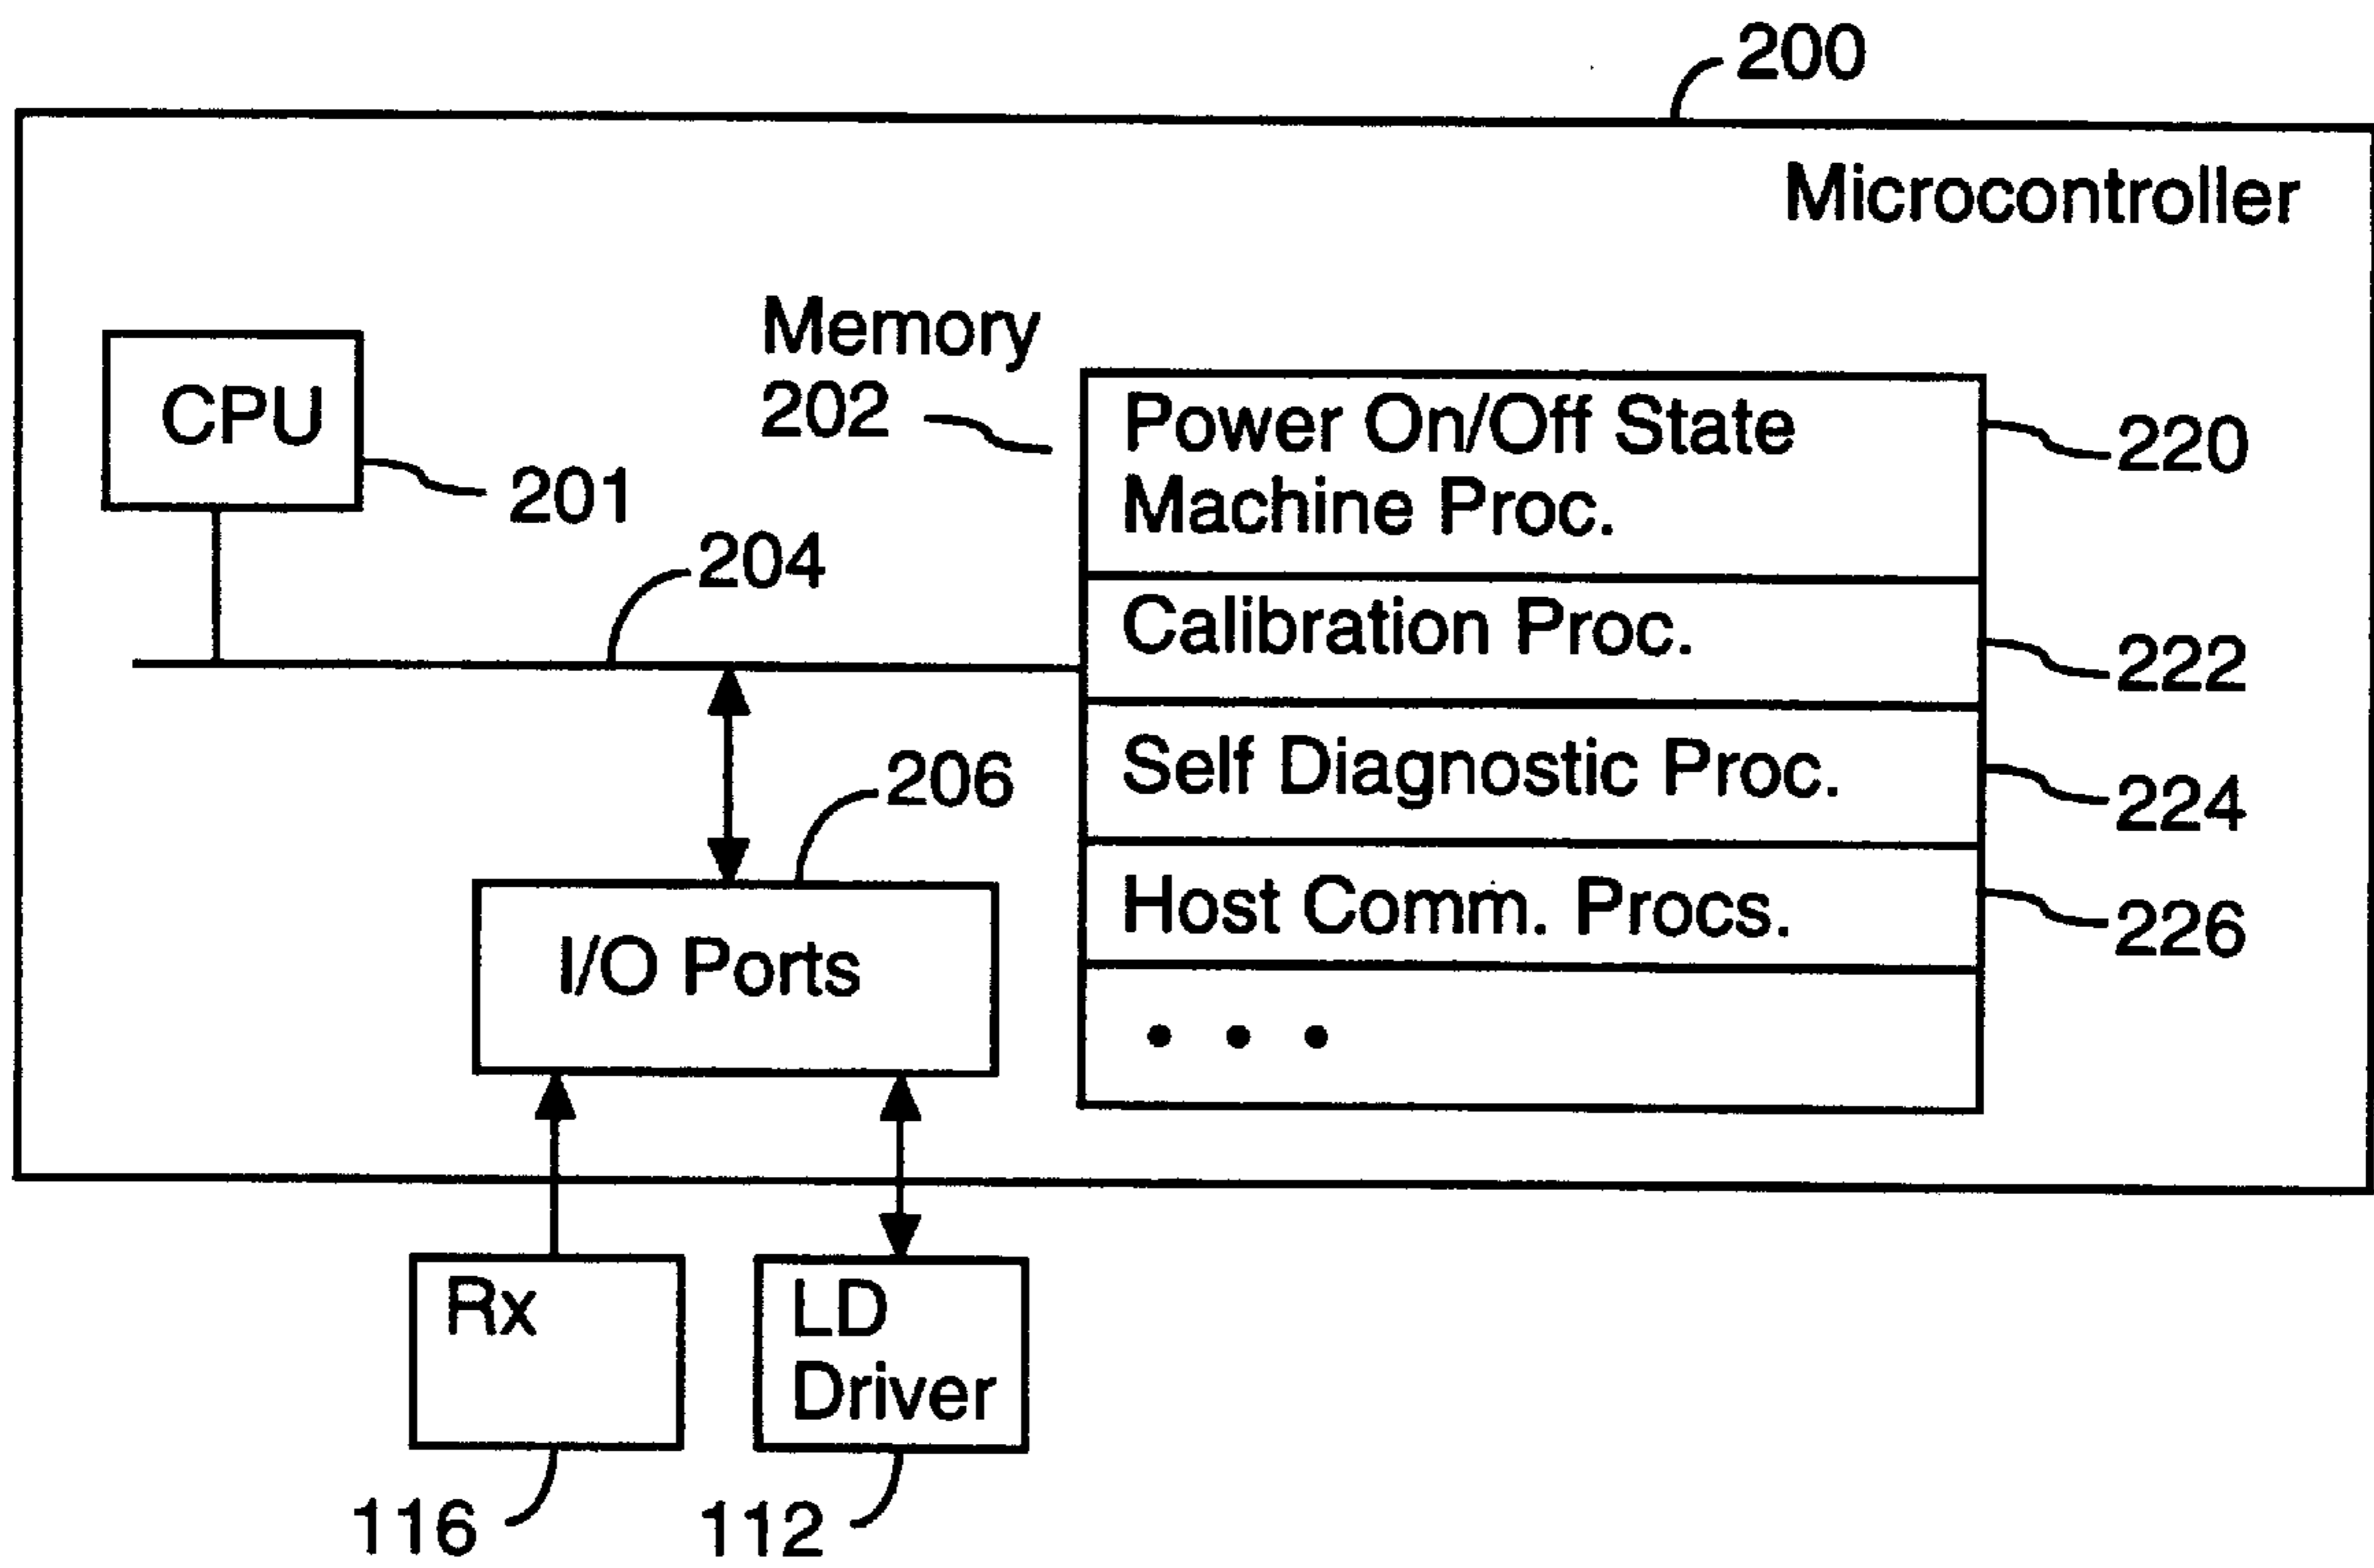 200
Microcontroller
Memory
202
CPU
201
204
Power On/Off State
Machine Proc.
220
Calibration Proc.
222
Self Diagnostic Proc.
224
Host Comm. Procs.
226
• • •
206
I/O Ports
Rx
LD
Driver
116
112